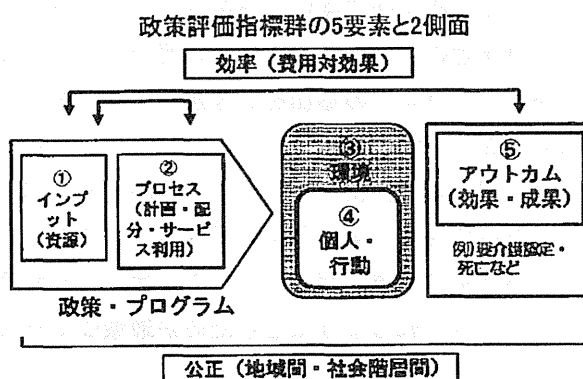 政策評価指標群の5要素と2側面
効率（費用対効果）
①
インプ
ット
(資源)
②
プロセス
(計画・配
分・サービ
ス利用)
政策・プログラム
③
環境
④
個人・
行動
⑤
アウトカム
(効果・成果)
例)要介護認定・
死亡など
公正（地域間・社会階層間）